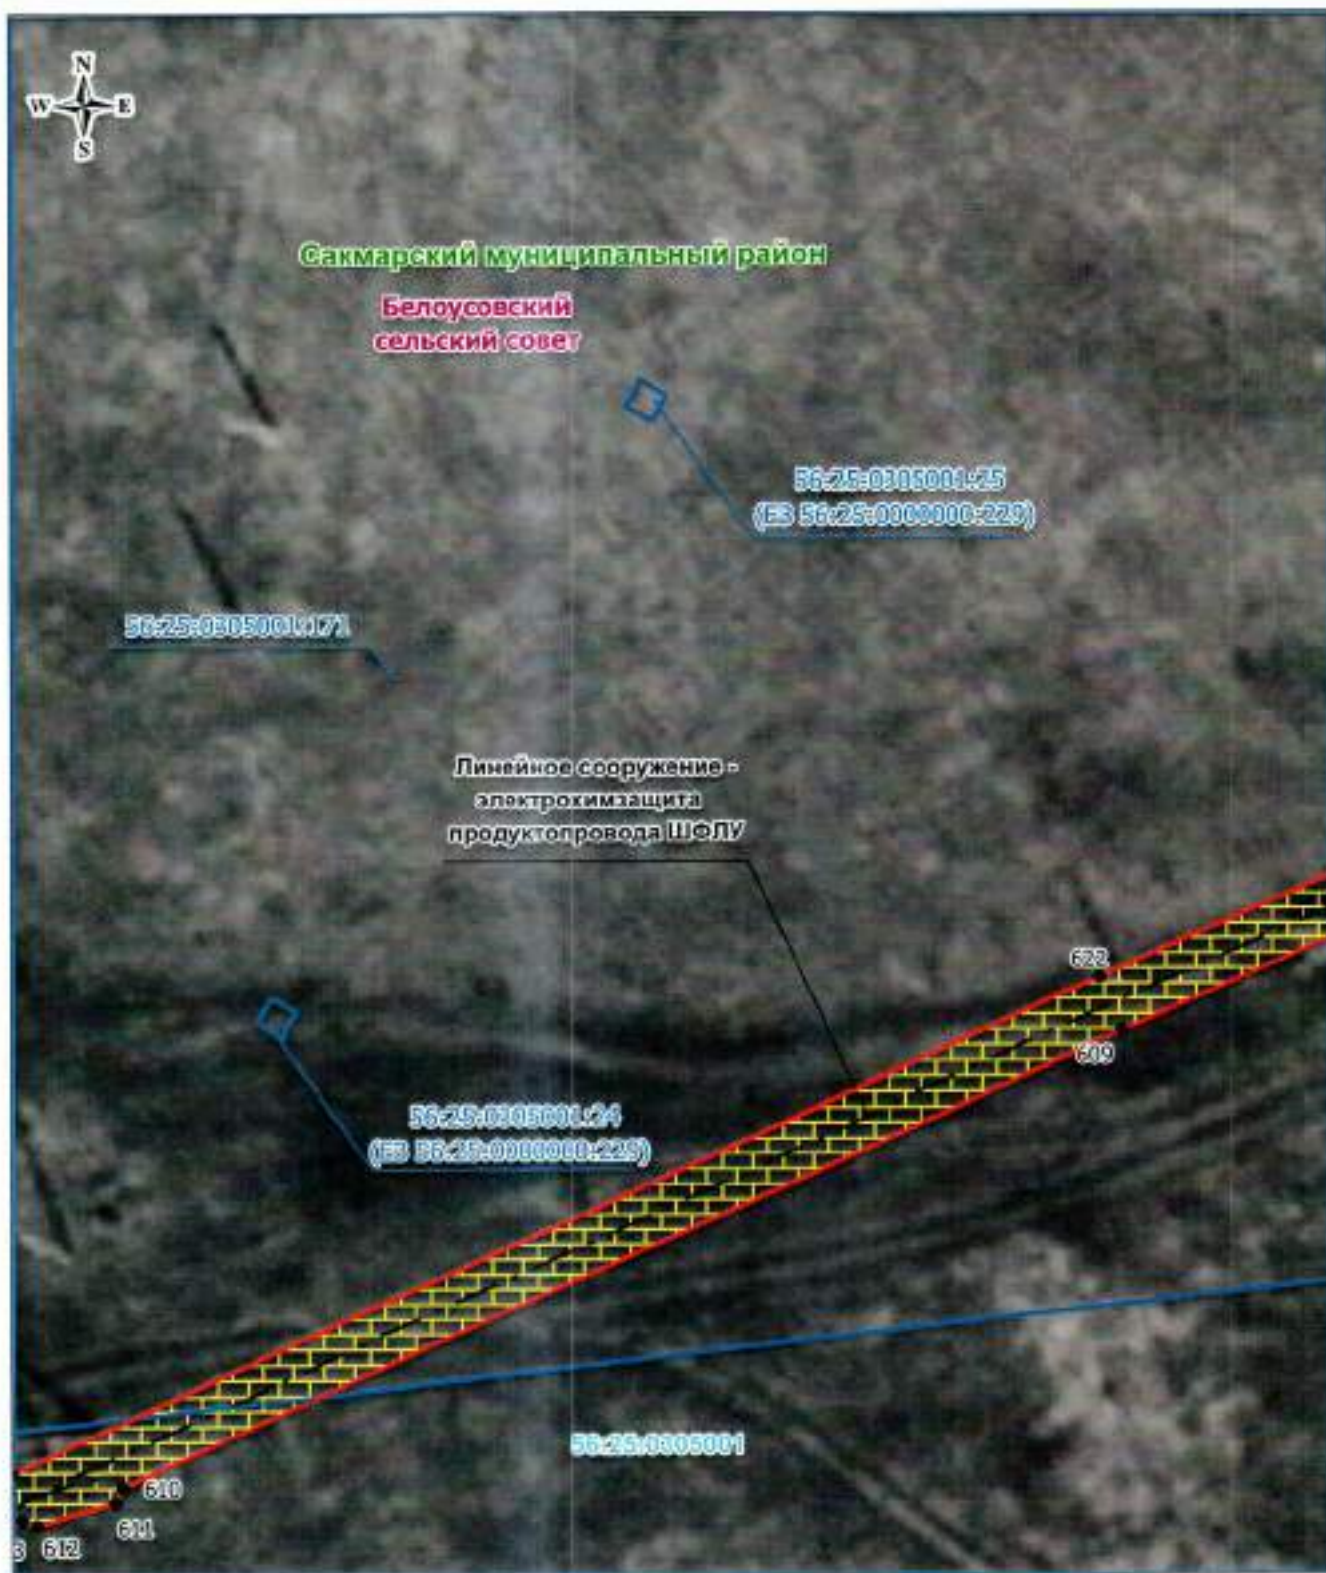 N
W E
S
Сакмарский муниципальный район
Белоусовский
сельский совет
56:25:0305001:25
(ЕЗ 56:25:0000000:229)
56:25:0305001:171
Линейное сооружение -
электрохимзащита
продуктопровода ШФЛУ
622
609
56:25:0305001:24
(ЕЗ 56:25:0000000:229)
56:25:0305001
610
611
3 612